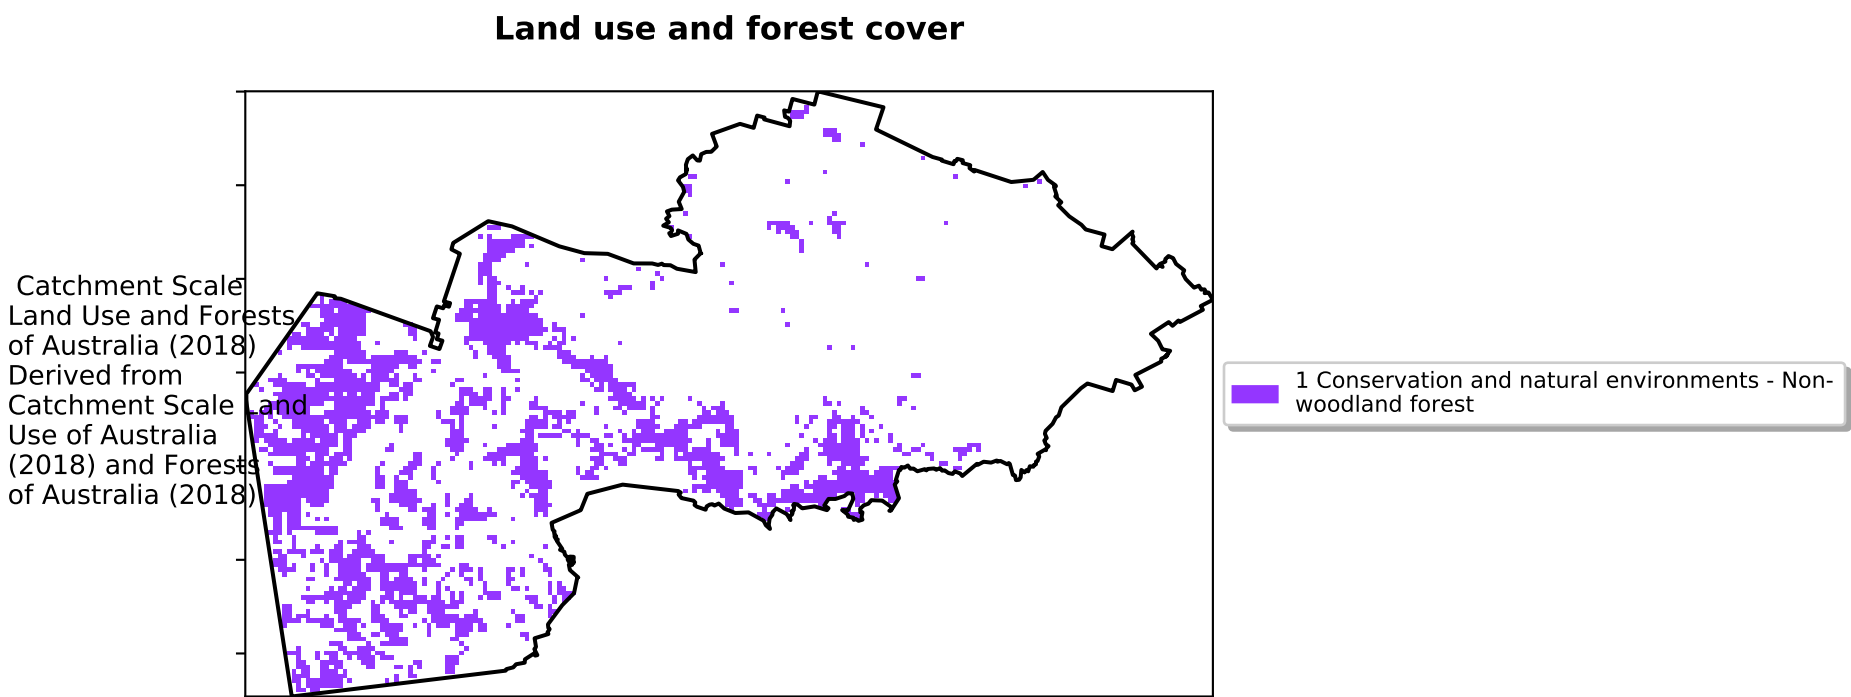 Land use and forest cover
Catchment Scale
Land Use and Forests
of Australia (2018)
Derived from
Catchment Scale Land
Use of Australia
(2018) and Forests
of Australia (2018)
1 Conservation and natural environments - Non-
woodland forest